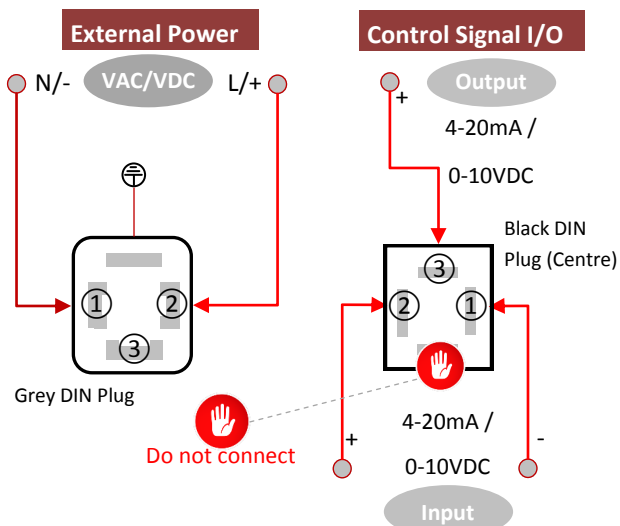 External Power
N/-
VAC/VDC
L/+
1
2
3
Grey DIN Plug
Do not connect
Control Signal I/O
Output
+
4-20mA /
0-10VDC
Black DIN
Plug (Centre)
3
2
1
+
4-20mA /
-
0-10VDC
Input